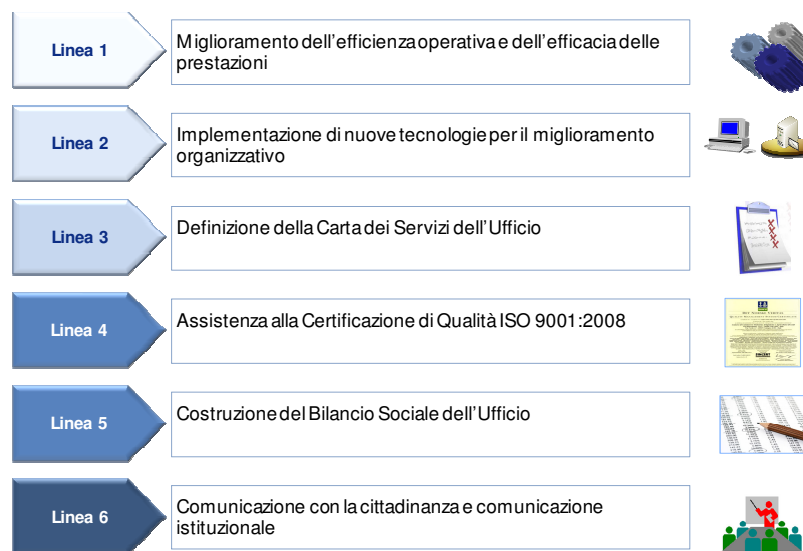 Linea 1
Miglioramento dell'efficienza operativa e dell'efficacia delle
prestazioni
Linea 2
Implementazione di nuove tecnologie per il miglioramento
organizzativo
Linea 3
Definizione della Carta dei Servizi dell'Ufficio
Linea 4
Assistenza alla Certificazione di Qualità ISO 9001:2008
Linea 5
Costruzione del Bilancio Sociale dell'Ufficio
Linea 6
Comunicazione con la cittadinanza e comunicazione
istituzionale